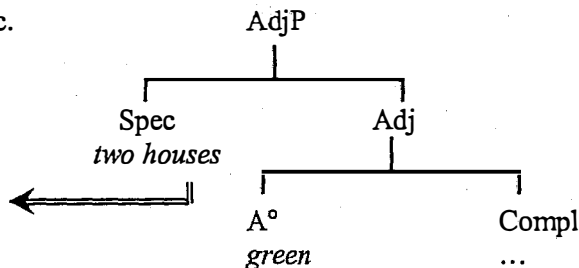 c. AdjP
Spec Adj
two houses
A° Compl
green ...